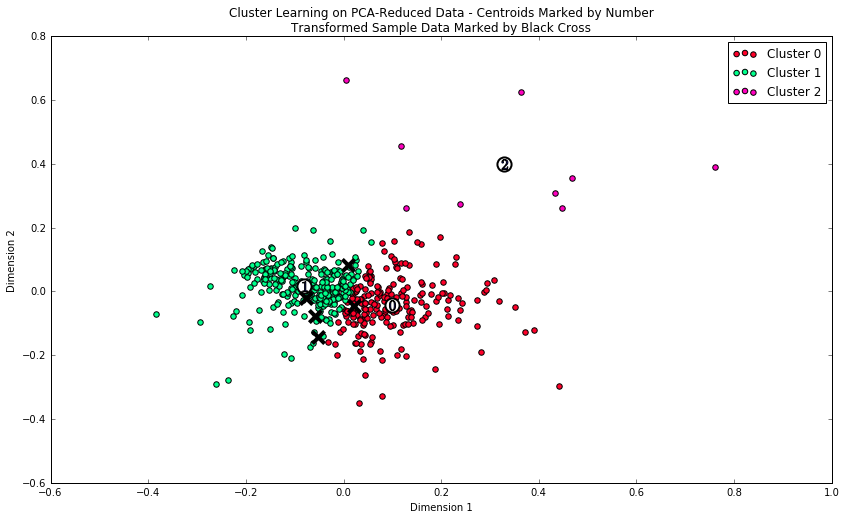 Cluster Learning on PCA-Reduced Data - Centroids Marked by Number
Transformed Sample Data Marked by Black Cross
Cluster 0
Cluster 1
Cluster 2
0.8
0.6
0.4
0.2
0.0
−0.2
−0.4
−0.6
Dimension 2
2
1
0
−0.6 −0.4 −0.2 0.0 0.2 0.4 0.6 0.8 1.0
Dimension 1